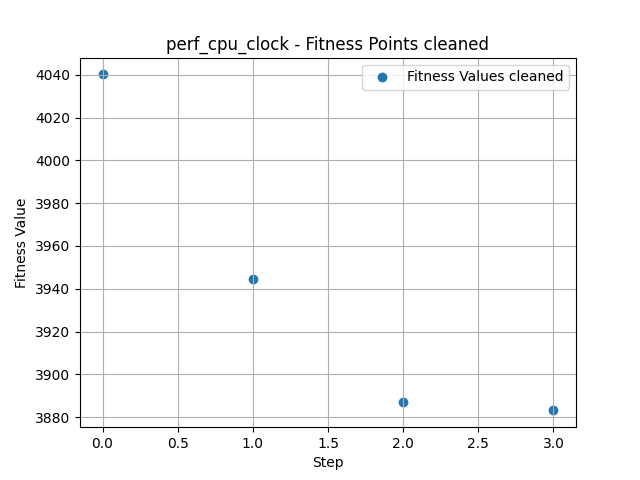 perf_cpu_clock - Fitness Points cleaned
Fitness Values cleaned
4040
4020
4000
3980
3960
3940
3920
3900
3880
Fitness Value
0.0 0.5 1.0 1.5 2.0 2.5 3.0
Step